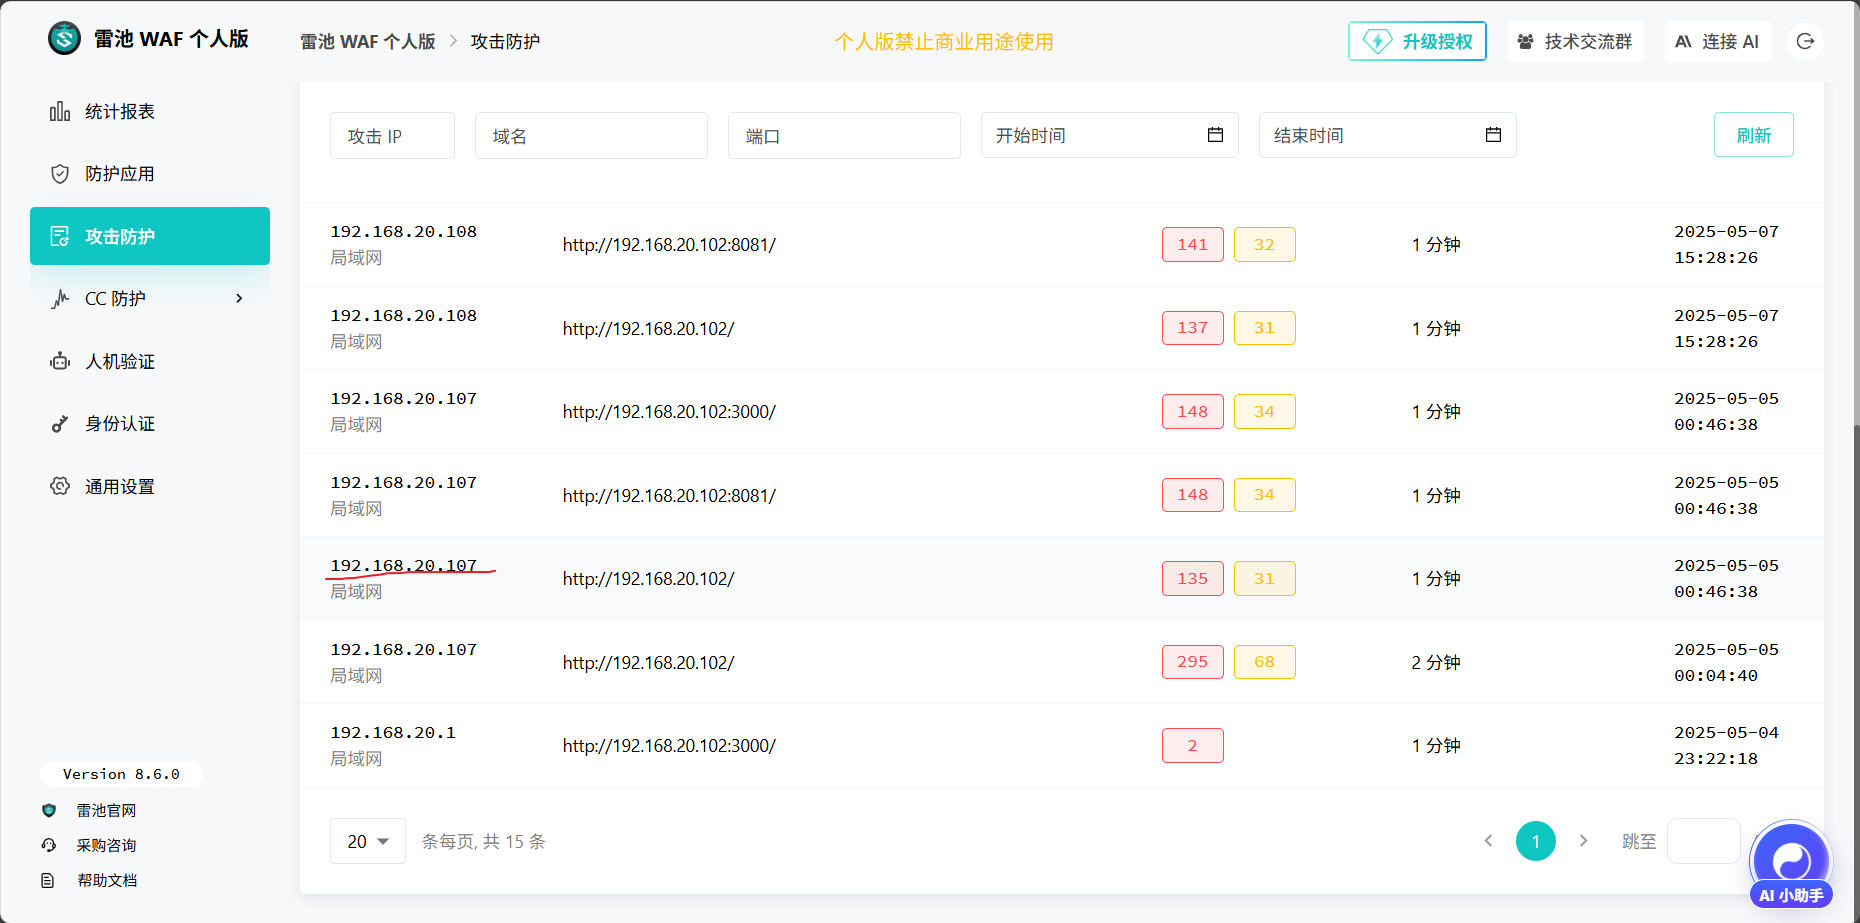 雷池 WAF 个人版
雷池 WAF 个人版 > 攻击防护
个人版禁止商业用途使用
升级授权
技术交流群
连接 AI
统计报表
防护应用
攻击防护
CC 防护
人机验证
身份认证
通用设置
Version 8.6.0
雷池官网
采购咨询
帮助文档
攻击 IP
域名
端口
开始时间
结束时间
刷新
192.168.20.108
局域网
http://192.168.20.102:8081/
141
32
1 分钟
2025-05-07
15:28:26
192.168.20.108
局域网
http://192.168.20.102/
137
31
1 分钟
2025-05-07
15:28:26
192.168.20.107
局域网
http://192.168.20.102:3000/
148
34
1 分钟
2025-05-05
00:46:38
192.168.20.107
局域网
http://192.168.20.102:8081/
148
34
1 分钟
2025-05-05
00:46:38
192.168.20.107
局域网
http://192.168.20.102/
135
31
1 分钟
2025-05-05
00:46:38
192.168.20.107
局域网
http://192.168.20.102/
295
68
2 分钟
2025-05-05
00:04:40
192.168.20.1
局域网
http://192.168.20.102:3000/
2
1 分钟
2025-05-04
23:22:18
20
条每页, 共 15 条
1
跳至
AI 小助手